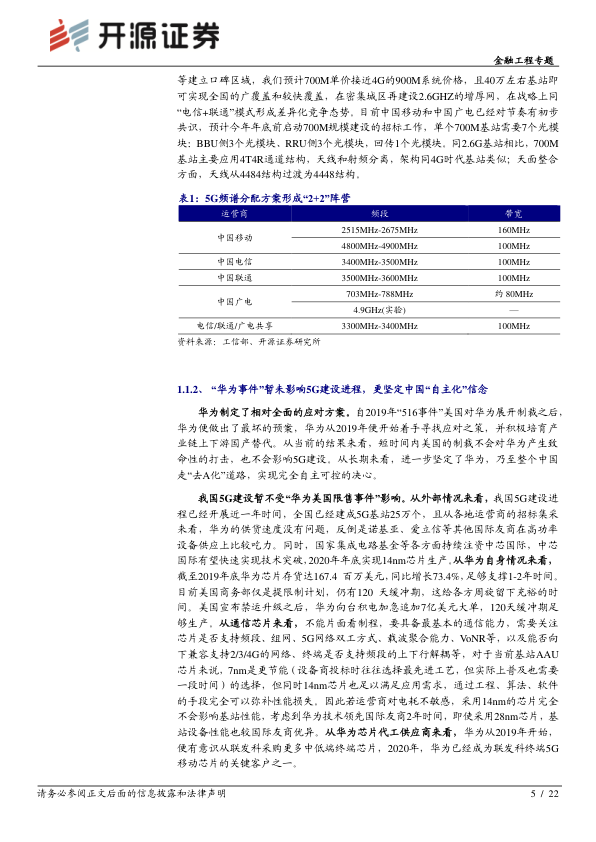 开源证券
金融工程专题
等建立口碑区域，我们预计700M单价接近4G的900M系统价格，且40万左右基站即
可实现全国的广覆盖和较快覆盖，在密集城区再建设2.6GHZ的增厚网，在战略上同
“电信+联通”模式形成差异化竞争态势。目前中国移动和中国广电已经对节奏有初步
共识，预计今年年底前启动700M规模建设的招标工作，单个700M基站需要7个光模
块：BBU侧3个光模块、RRU侧3个光模块，回传1个光模块。同2.6G基站相比，700M
基站主要应用4T4R通道结构，天线和射频分离，架构同4G时代基站类似；天面整合
方面，天线从4484结构过渡为4448结构。
表1：5G频谱分配方案形成“2+2”阵营
运营商 频段 带宽
中国移动 2515MHz-2675MHz 160MHz
4800MHz-4900MHz 100MHz
中国电信 3400MHz-3500MHz 100MHz
中国联通 3500MHz-3600MHz 100MHz
中国广电 703MHz-788MHz 约 80MHz
4.9GHz(实验) —
电信/联通/广电共享 3300MHz-3400MHz 100MHz
资料来源：工信部、开源证券研究所
1.1.2、 “华为事件”暂未影响5G建设进程，更坚定中国“自主化”信念
华为制定了相对全面的应对方案。自2019年“516事件”美国对华为展开制裁之后，
华为便做出了最坏的预案，华为从2019年便开始着手寻找应对之策，并积极培育产
业链上下游国产替代。从当前的结果来看，短时间内美国的制裁不会对华为产生致
命性的打击，也不会影响5G建设。从长期来看，进一步坚定了华为，乃至整个中国
走“去A化”道路，实现完全自主可控的决心。
我国5G建设暂不受“华为美国限售事件”影响。从外部情况来看，我国5G建设进
程已经开展近一年时间，全国已经建成5G基站25万个，且从各地运营商的招标集采
来看，华为的供货速度没有问题，反倒是诺基亚、爱立信等其他国际友商在高功率
设备供应上比较吃力。同时，国家集成电路基金等各方面持续注资中芯国际，中芯
国际有望快速实现技术突破，2020年年底实现14nm芯片生产。从华为自身情况来看，
截至2019年底华为芯片存货达167.4 百万美元，同比增长73.4%，足够支撑1-2年时间。
目前美国商务部仅是提限制计划，仍有120 天缓冲期，这给各方周旋留下充裕的时
间。美国宣布禁运升级之后，华为向台积电加急追加7亿美元大单，120天缓冲期足
够生产。从通信芯片来看，不能片面看制程，要具备最基本的通信能力，需要关注
芯片是否支持频段、组网、5G网络双工方式、载波聚合能力、VoNR等，以及能否向
下兼容支持2/3/4G的网络、终端是否支持频段的上下行解耦等，对于当前基站AAU
芯片来说，7nm是更节能（设备商投标时往往选择最先进工艺，但实际上普及也需要
一段时间）的选择，但同时14nm芯片也足以满足应用需求，通过工程、算法、软件
的手段完全可以弥补性能损失。因此若运营商对电耗不敏感，采用14nm的芯片完全
不会影响基站性能，考虑到华为技术领先国际友商2年时间，即使采用28nm芯片，基
站设备性能也较国际友商优异。从华为芯片代工供应商来看，华为从2019年开始，
便有意识从联发科采购更多中低端终端芯片，2020年，华为已经成为联发科终端5G
移动芯片的关键客户之一。
请务必参阅正文后面的信息披露和法律声明
5 / 22